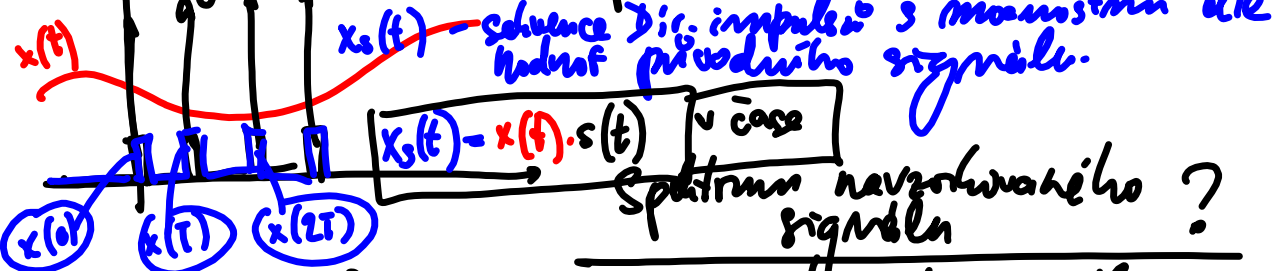 x(t)
x_s(t) - sekvence Dir. impulsů s mocnostmi dle
hodnot původního signálu.
x_s(t) = x(t)·s(t) v čase
Spektrum navzorkovaného
signálu ?
x(0) x(T) x(2T)